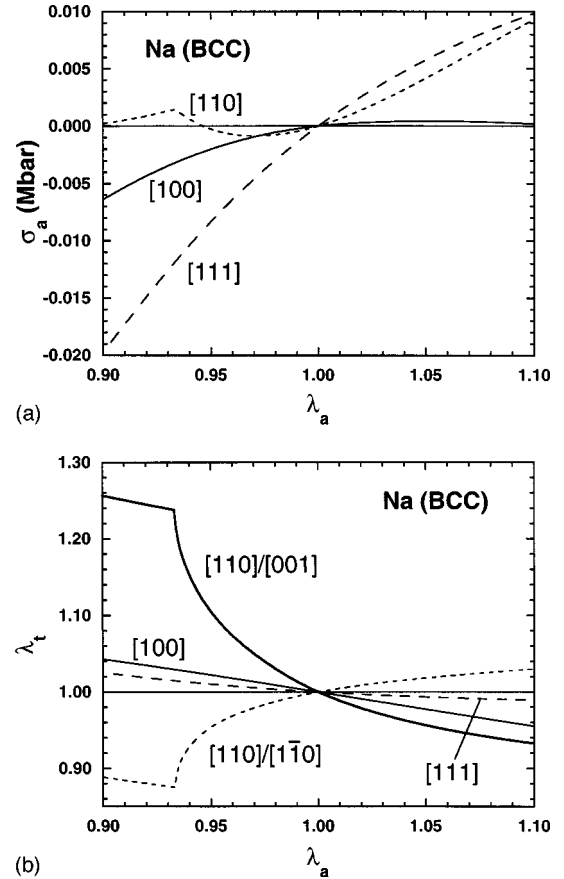 0.010
Na (BCC)
0.005
[110]
0.000
[100]
-0.005
σa (Mbar)
-0.010
[111]
-0.015
-0.020
0.90 0.95 1.00 1.05 1.10
(a) λa
1.30
Na (BCC)
1.20
[110]/[001]
λt
1.10
[100]
1.00
[110]/[11̅0]
[111]
0.90
0.90 0.95 1.00 1.05 1.10
(b) λa